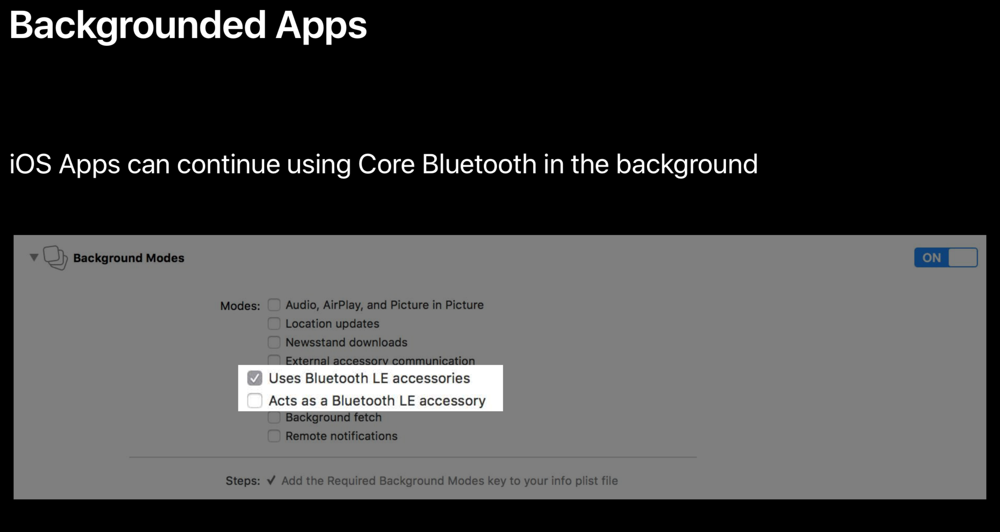 Backgrounded Apps
iOS Apps can continue using Core Bluetooth in the background
Background Modes
ON
Modes:
Audio, AirPlay, and Picture in Picture
Location updates
Newsstand downloads
External accessory communication
Uses Bluetooth LE accessories
Acts as a Bluetooth LE accessory
Background fetch
Remote notifications
Steps: ✓ Add the Required Background Modes key to your info plist file